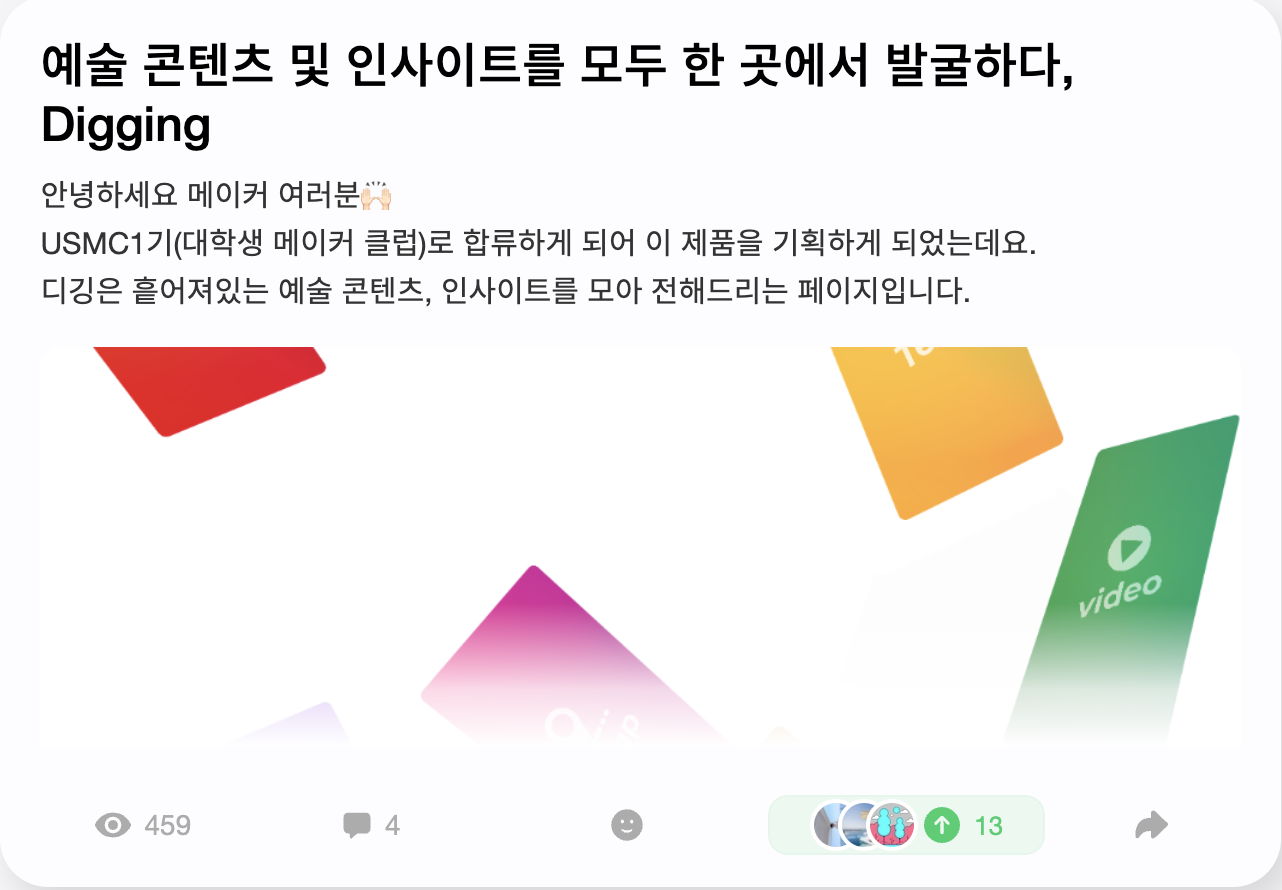 예술 콘텐츠 및 인사이트를 모두 한 곳에서 발굴하다,
Digging
안녕하세요 메이커 여러분🙌🏻
USMC1기(대학생 메이커 클럽)로 합류하게 되어 이 제품을 기획하게 되었는데요.
디깅은 흩어져있는 예술 콘텐츠, 인사이트를 모아 전해드리는 페이지입니다.
video
459
4
13